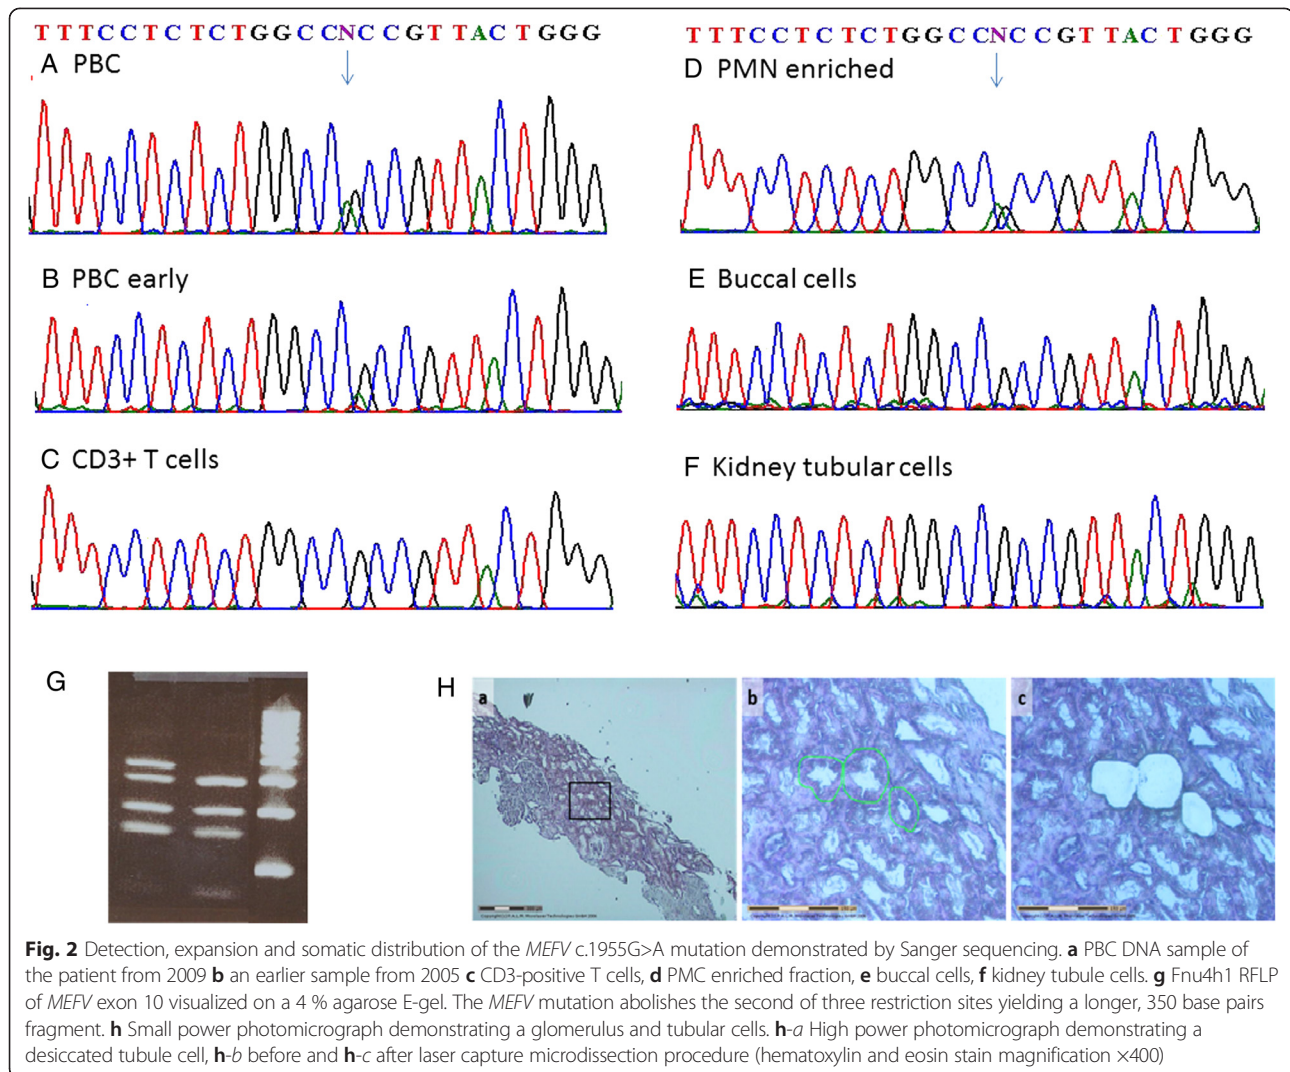 TTTCCTCTCTGGCCNCCGTTACTGGG
A PBC
B PBC early
C CD3+ T cells
TTTCCTCTCTGGCCNCCGTTACTGGG
D PMN enriched
E Buccal cells
F Kidney tubular cells
G
H
a
b
c
Fig. 2 Detection, expansion and somatic distribution of the MEFV c.1955G>A mutation demonstrated by Sanger sequencing. a PBC DNA sample of
the patient from 2009 b an earlier sample from 2005 c CD3-positive T cells, d PMC enriched fraction, e buccal cells, f kidney tubule cells. g Fnu4h1 RFLP
of MEFV exon 10 visualized on a 4 % agarose E-gel. The MEFV mutation abolishes the second of three restriction sites yielding a longer, 350 base pairs
fragment. h Small power photomicrograph demonstrating a glomerulus and tubular cells. h-a High power photomicrograph demonstrating a
desiccated tubule cell, h-b before and h-c after laser capture microdissection procedure (hematoxylin and eosin stain magnification ×400)